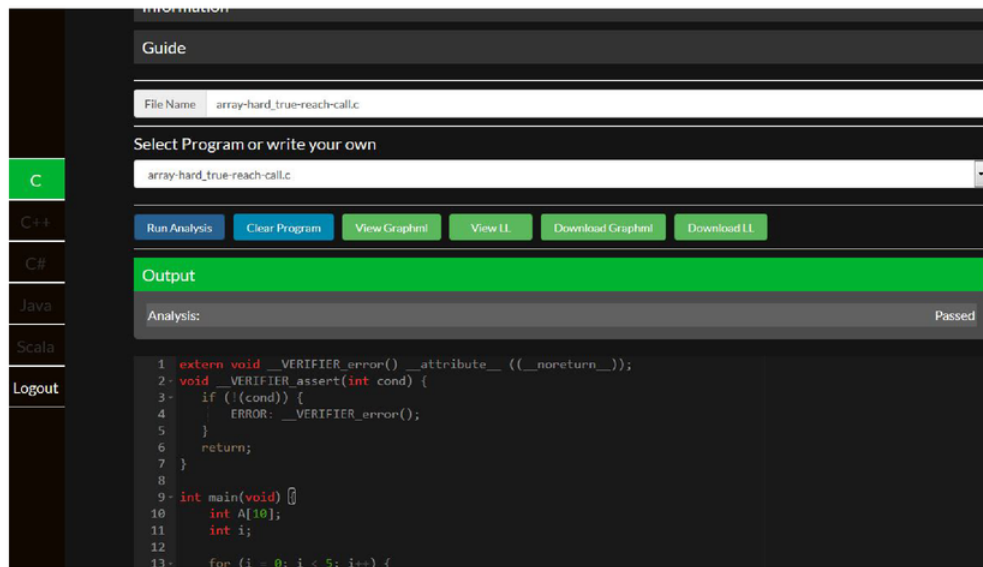 Information
Guide
File Name array-hard_true-reach-call.c
Select Program or write your own
array-hard_true-reach-call.c
C
C++
C#
Java
Scala
Logout
Run Analysis Clear Program View Graphml View LL Download Graphml Download LL
Output
Analysis: Passed
1 extern void __VERIFIER_error() __attribute__ ((__noreturn__));
2 void __VERIFIER_assert(int cond) {
3 if (!(cond)) {
4 ERROR: __VERIFIER_error();
5 }
6 return;
7 }
8
9 int main(void) {
10 int A[10];
11 int i;
12
13 for (i = 0; i < 5; i++) {